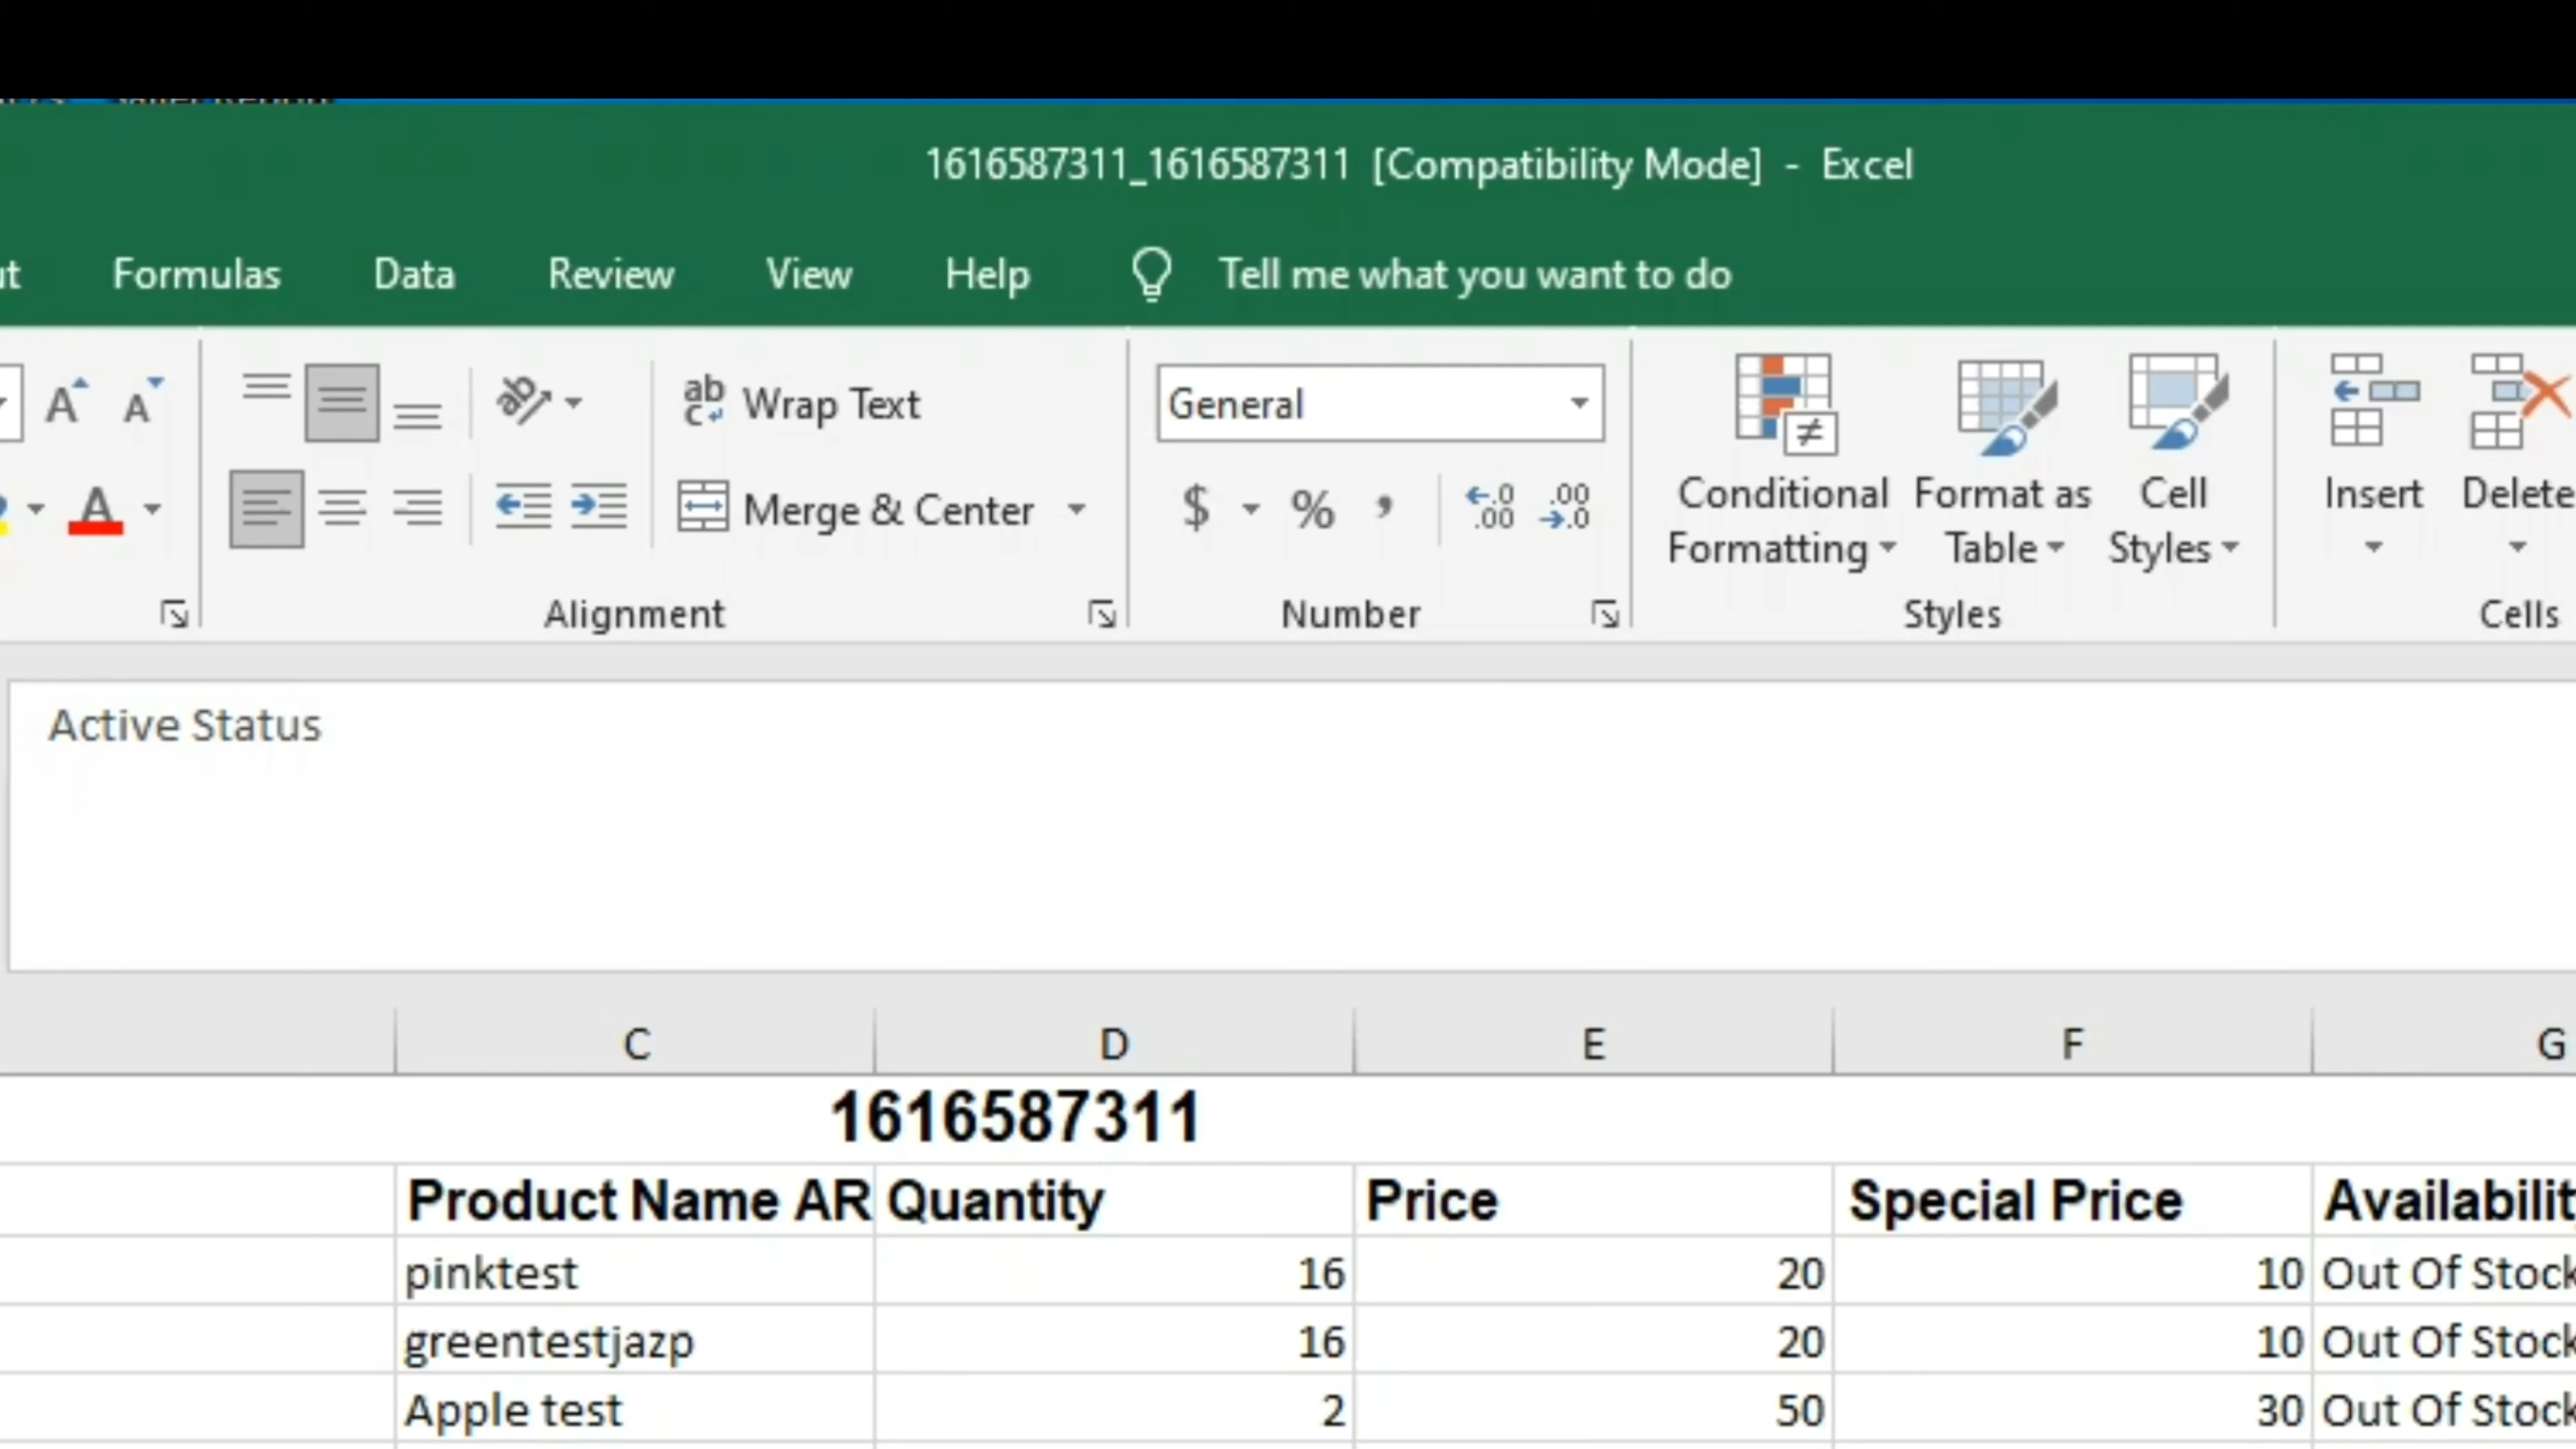 1616587311_1616587311 [Compatibility Mode] - Excel
Formulas Data Review View Help Tell me what you want to do
Wrap Text General
Merge & Center $ % , Conditional Formatting Format as Table Cell Styles Insert Delete
Alignment Number Styles Cells
Active Status
C D E F G
1616587311
Product Name AR Quantity Price Special Price
pinktest 16 20 10 Out Of Stock
greentestjazp 16 20 10 Out Of Stock
Apple test 2 50 30 Out Of Stock